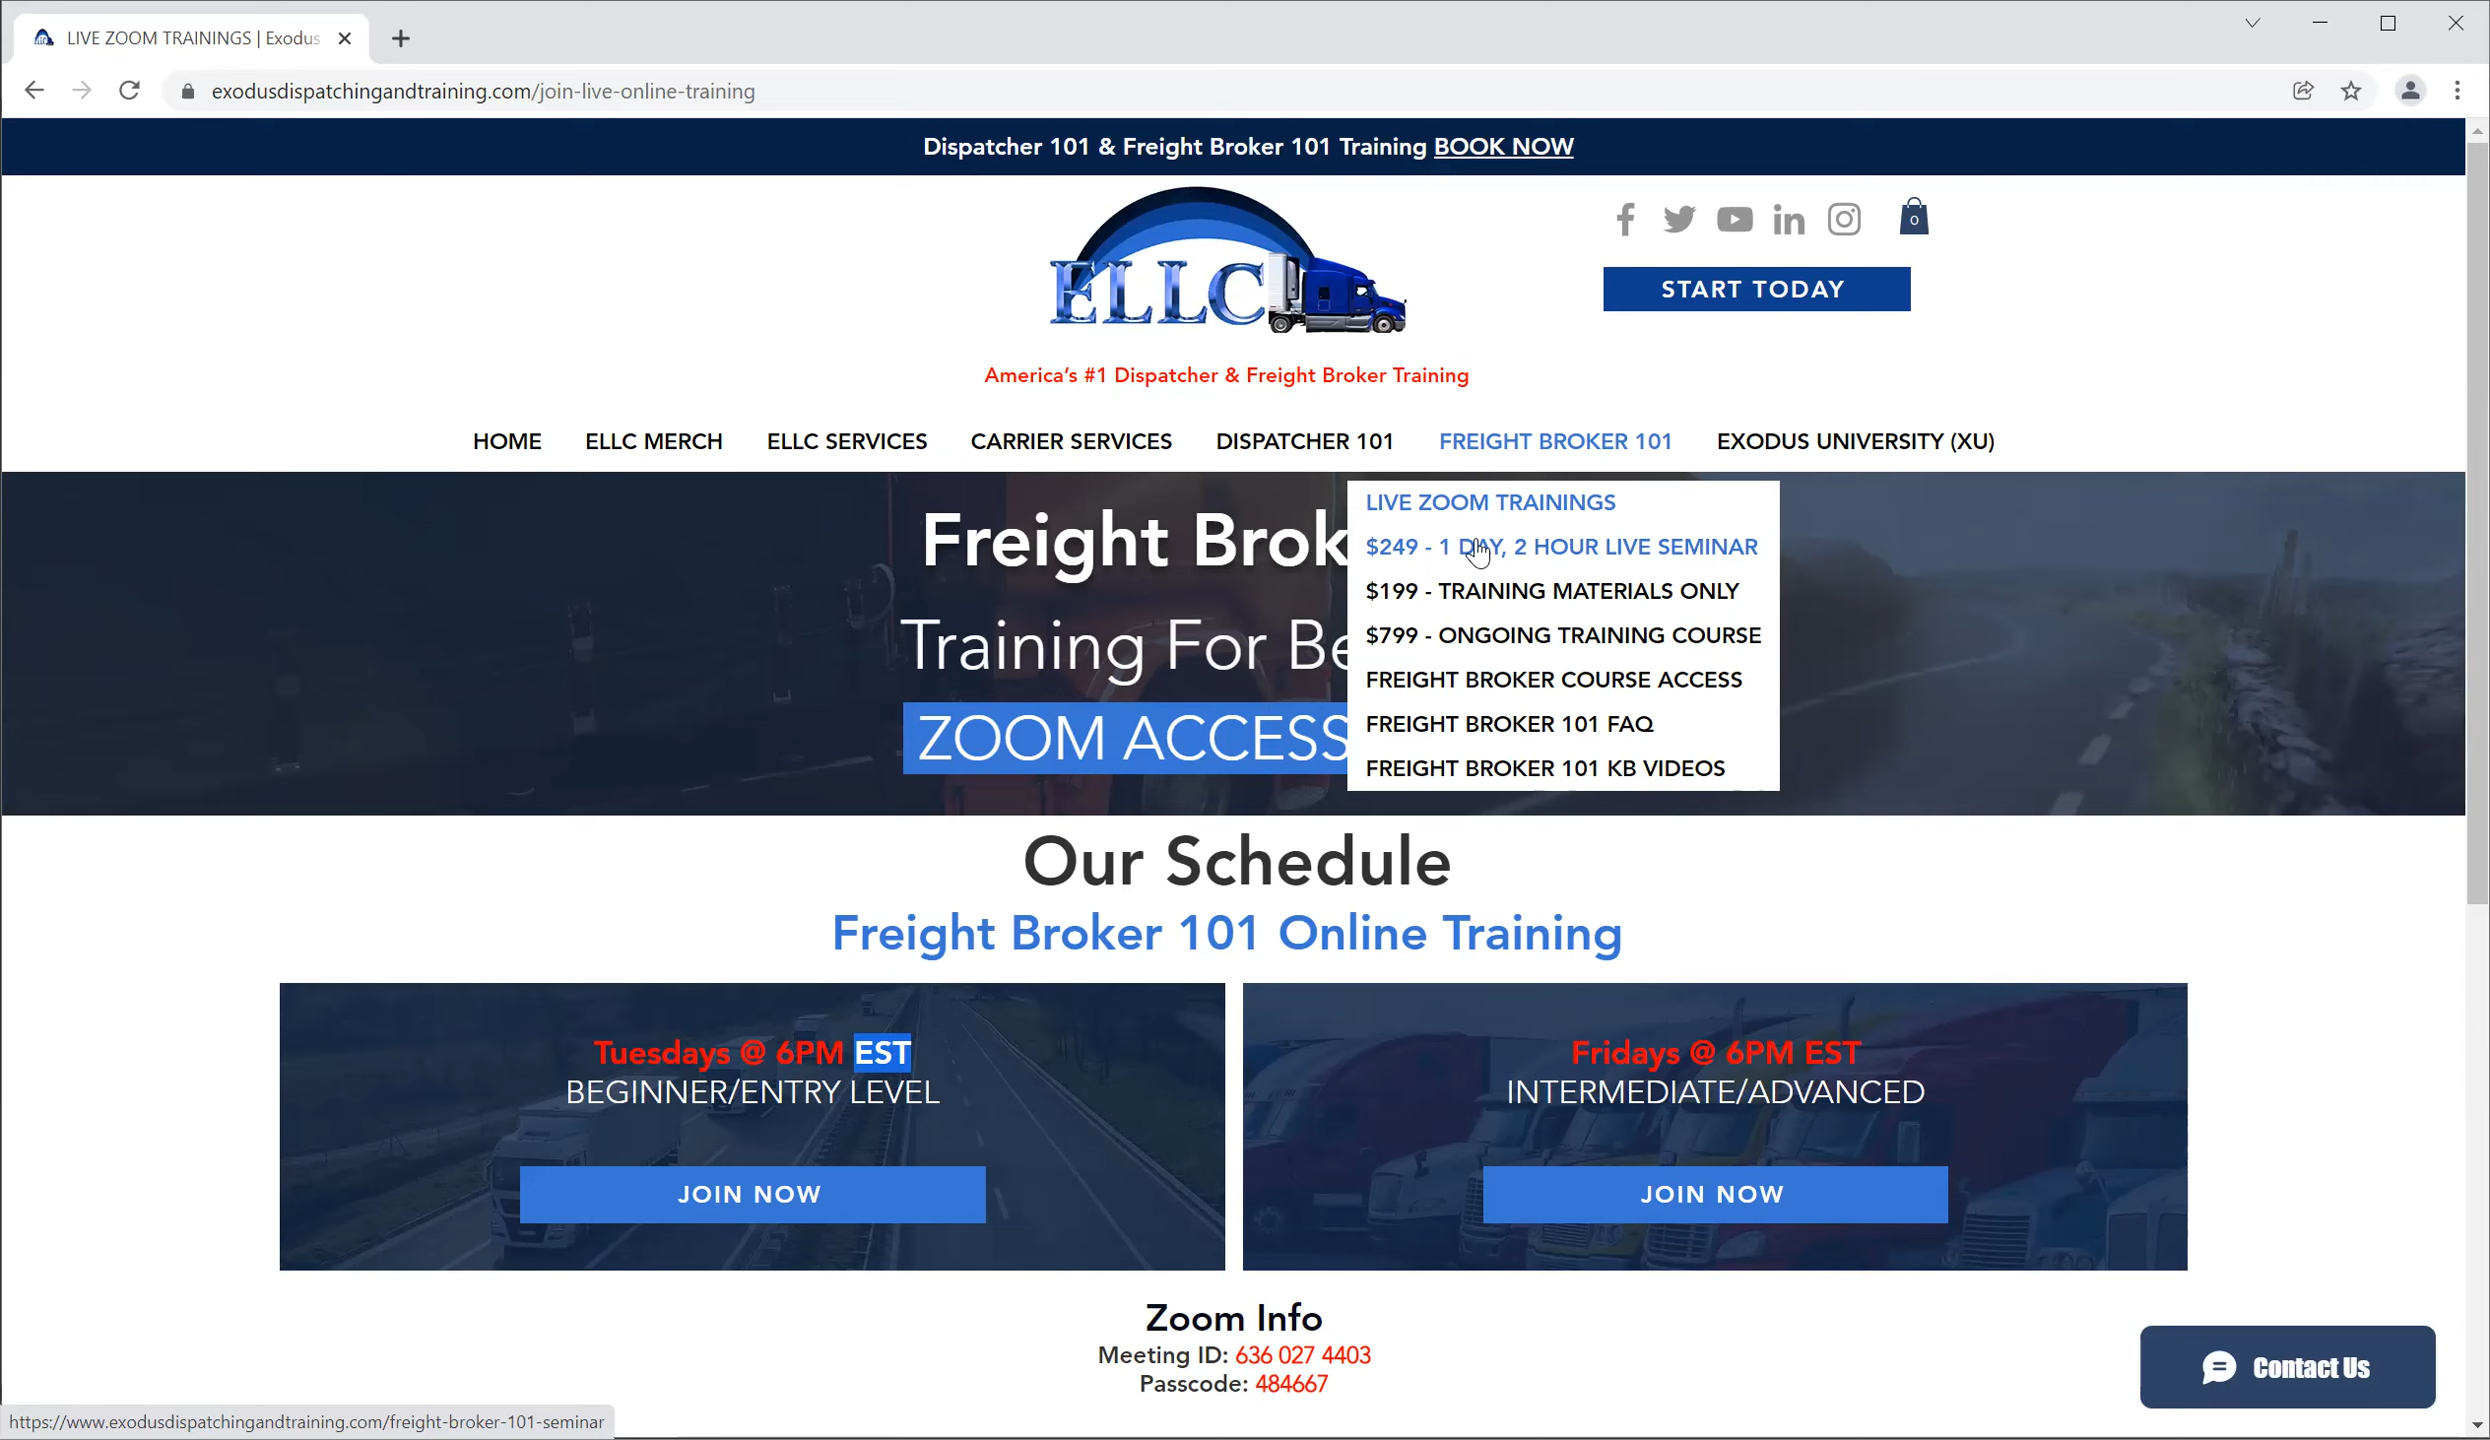 LIVE ZOOM TRAININGS | Exodus
exodusdispatchingandtraining.com/join-live-online-training
Dispatcher 101 & Freight Broker 101 Training BOOK NOW
ELLC
0
START TODAY
America's #1 Dispatcher & Freight Broker Training
HOME ELLC MERCH ELLC SERVICES CARRIER SERVICES DISPATCHER 101 FREIGHT BROKER 101 EXODUS UNIVERSITY (XU)
LIVE ZOOM TRAININGS
$249 - 1 DAY, 2 HOUR LIVE SEMINAR
$199 - TRAINING MATERIALS ONLY
$799 - ONGOING TRAINING COURSE
FREIGHT BROKER COURSE ACCESS
FREIGHT BROKER 101 FAQ
FREIGHT BROKER 101 KB VIDEOS
Freight Brok
Training For Be
ZOOM ACCESS
Our Schedule
Freight Broker 101 Online Training
Tuesdays @ 6PM EST
BEGINNER/ENTRY LEVEL
JOIN NOW
Fridays @ 6PM EST
INTERMEDIATE/ADVANCED
JOIN NOW
Zoom Info
Meeting ID: 636 027 4403
Passcode: 484667
Contact Us
https://www.exodusdispatchingandtraining.com/freight-broker-101-seminar